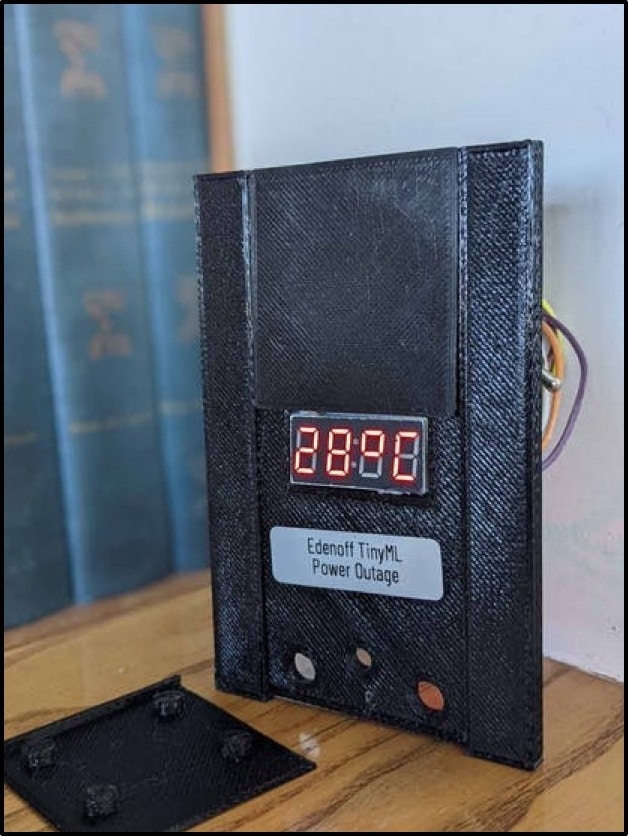 28°C
Edenoff TinyML
Power Outage